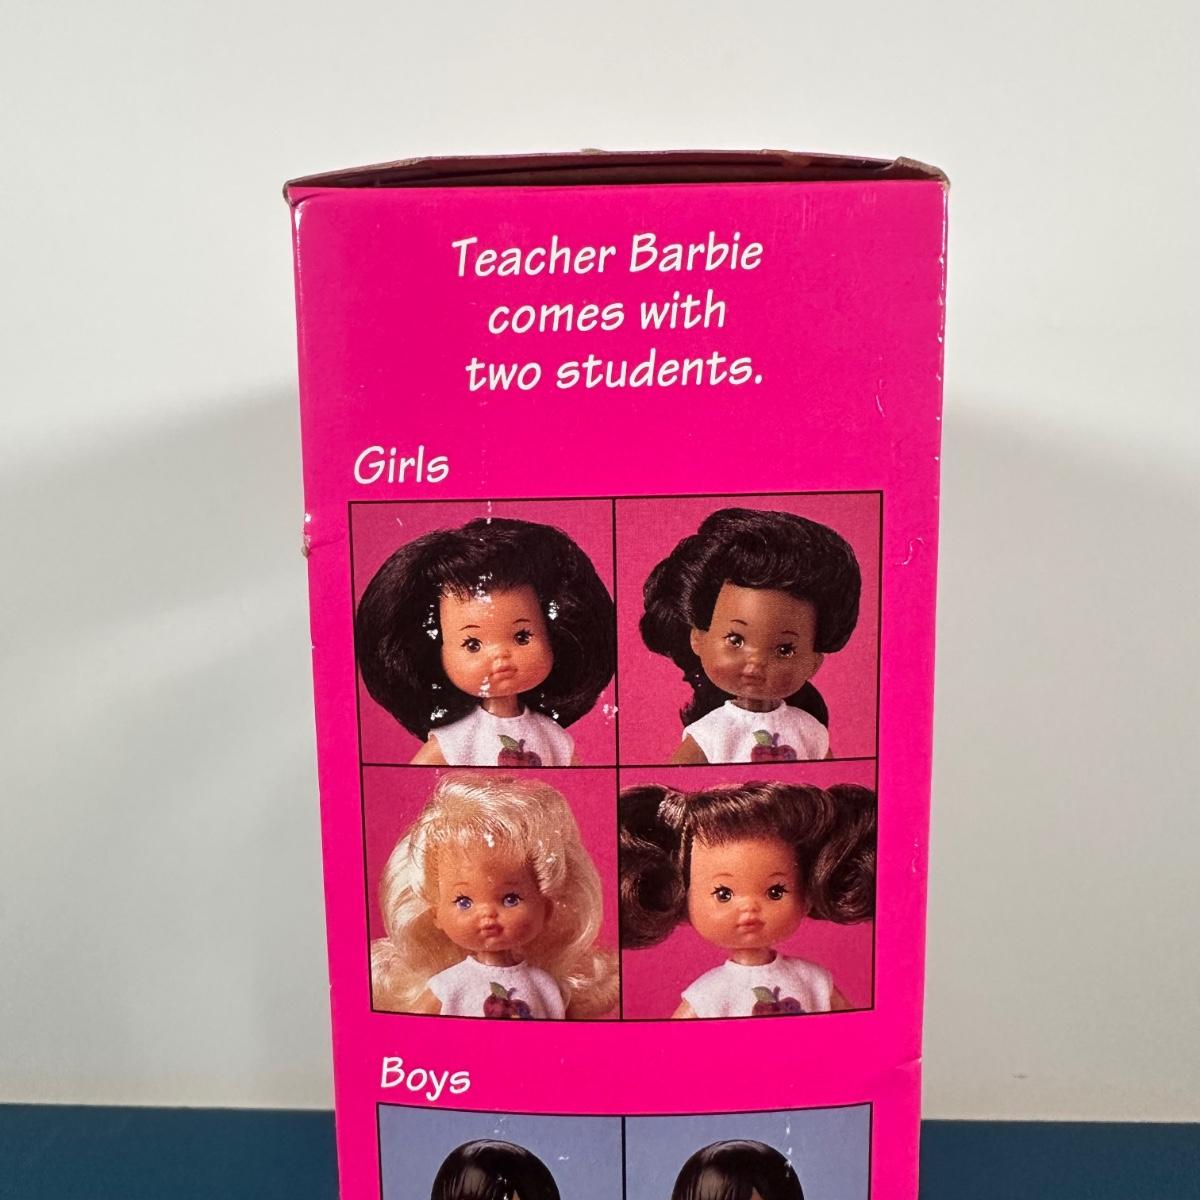 Teacher Barbie
comes with
two students.
Girls
Boys